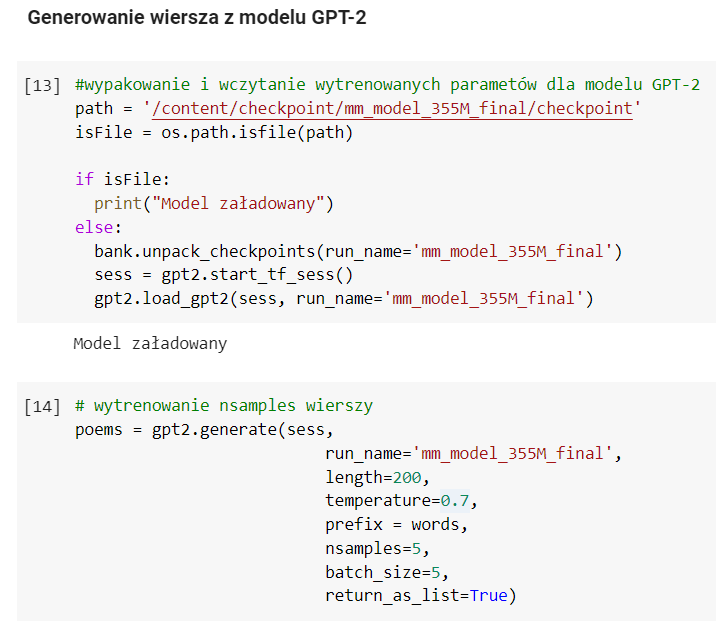 Generowanie wiersza z modelu GPT-2
[13] #wypakowanie i wczytanie wytrenowanych parametów dla modelu GPT-2
path = '/content/checkpoint/mm_model_355M_final/checkpoint'
isFile = os.path.isfile(path)
if isFile:
print("Model załadowany")
else:
bank.unpack_checkpoints(run_name='mm_model_355M_final')
sess = gpt2.start_tf_sess()
gpt2.load_gpt2(sess, run_name='mm_model_355M_final')
Model załadowany
[14] # wytrenowanie nsamples wierszy
poems = gpt2.generate(sess,
run_name='mm_model_355M_final',
length=200,
temperature=0.7,
prefix = words,
nsamples=5,
batch_size=5,
return_as_list=True)